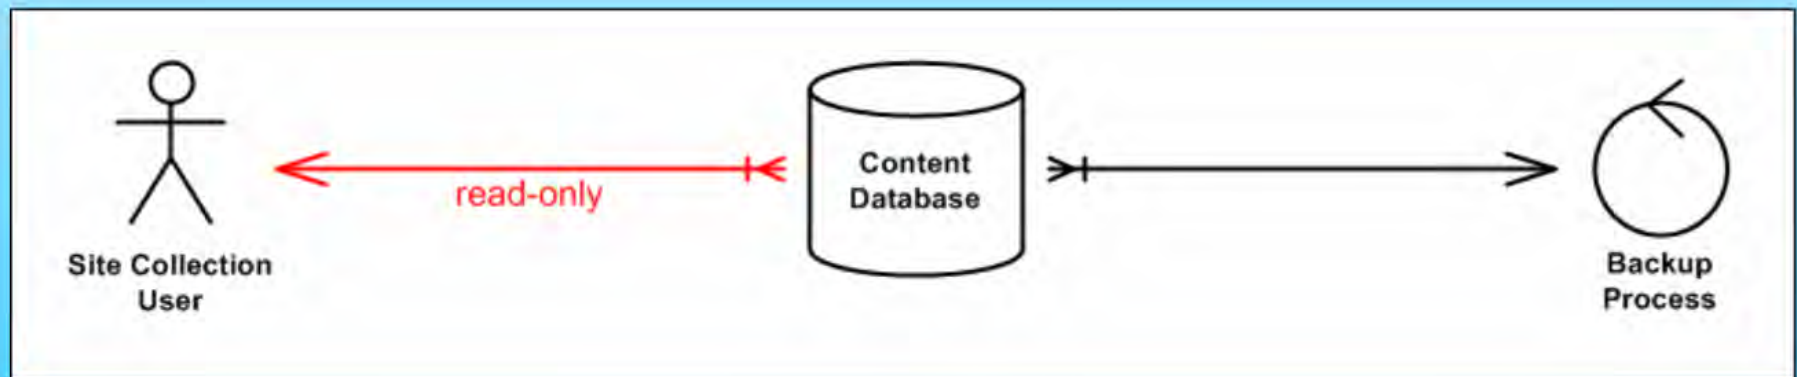 Site Collection
User
read-only
Content
Database
Backup
Process